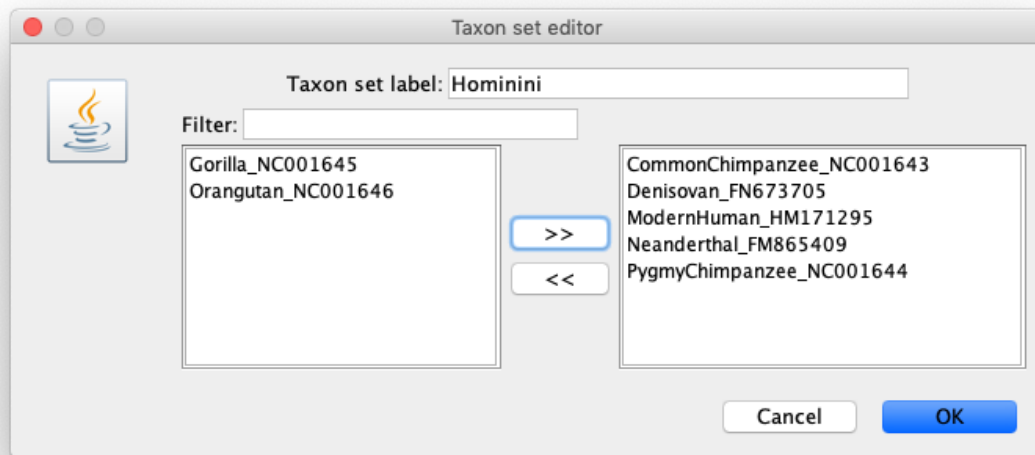 Taxon set editor
Taxon set label: Hominini
Filter:
Gorilla_NC001645
Orangutan_NC001646
>>
<<
CommonChimpanzee_NC001643
Denisovan_FN673705
ModernHuman_HM171295
Neanderthal_FM865409
PygmyChimpanzee_NC001644
Cancel
OK